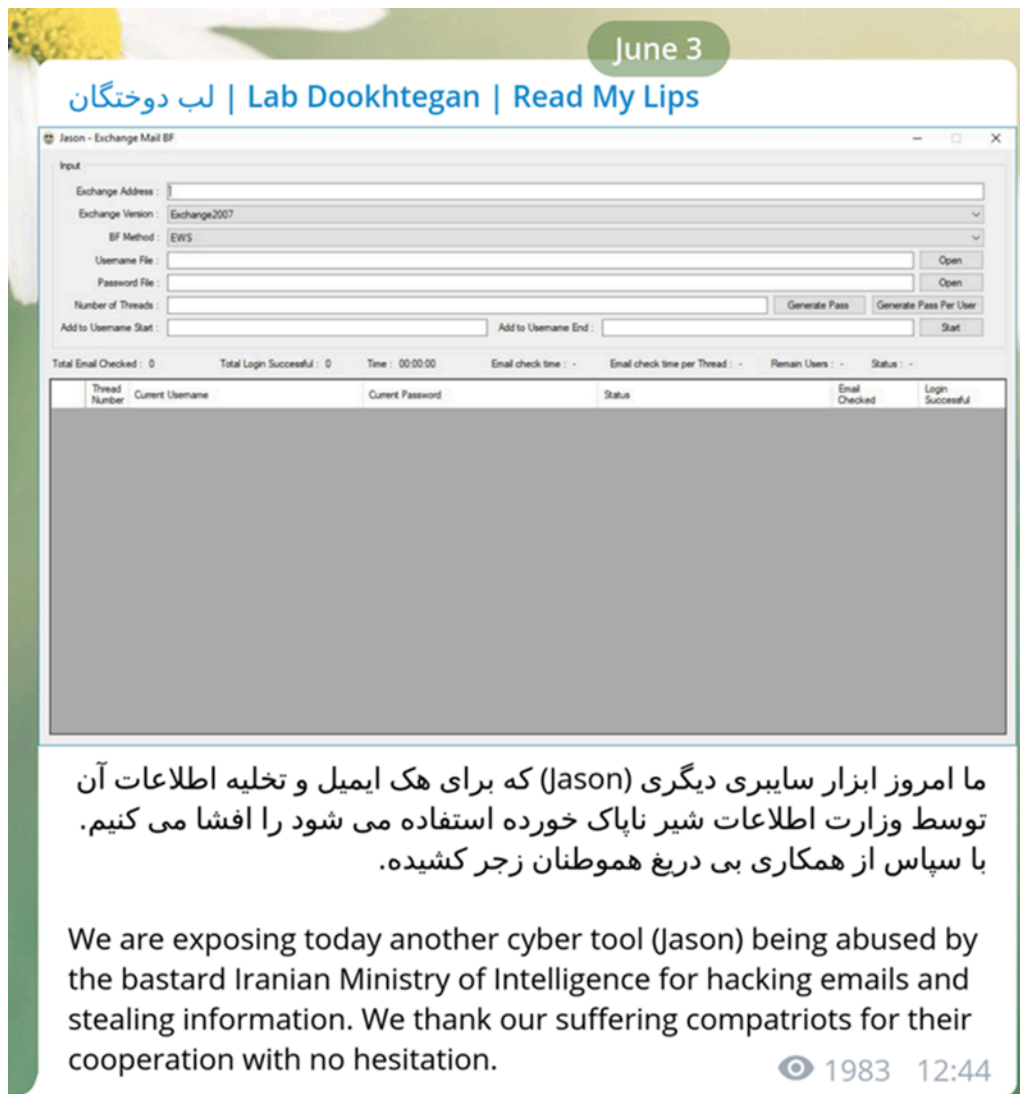 June 3
لب دوختگان | Lab Dookhtegan | Read My Lips
Jason - Exchange Mail BF
Input
Exchange Address :
Exchange Version : Exchange2007
BF Method : EWS
Username File : Open
Password File : Open
Number of Threads : Generate Pass Generate Pass Per User
Add to Username Start : Add to Username End : Start
Total Email Checked : 0 Total Login Successful : 0 Time : 00:00:00 Email check time : - Email check time per Thread : - Remain Users : - Status : -
Thread Number Current Username Current Password Status Email Checked Login Successful
ما امروز ابزار سایبری دیگری (Jason) که برای هک ایمیل و تخلیه اطلاعات آن
توسط وزارت اطلاعات شیر ناپاک خورده استفاده می شود را افشا می کنیم.
با سپاس از همکاری بی دریغ هموطنان زجر کشیده.
We are exposing today another cyber tool (Jason) being abused by
the bastard Iranian Ministry of Intelligence for hacking emails and
stealing information. We thank our suffering compatriots for their
cooperation with no hesitation.
1983 12:44